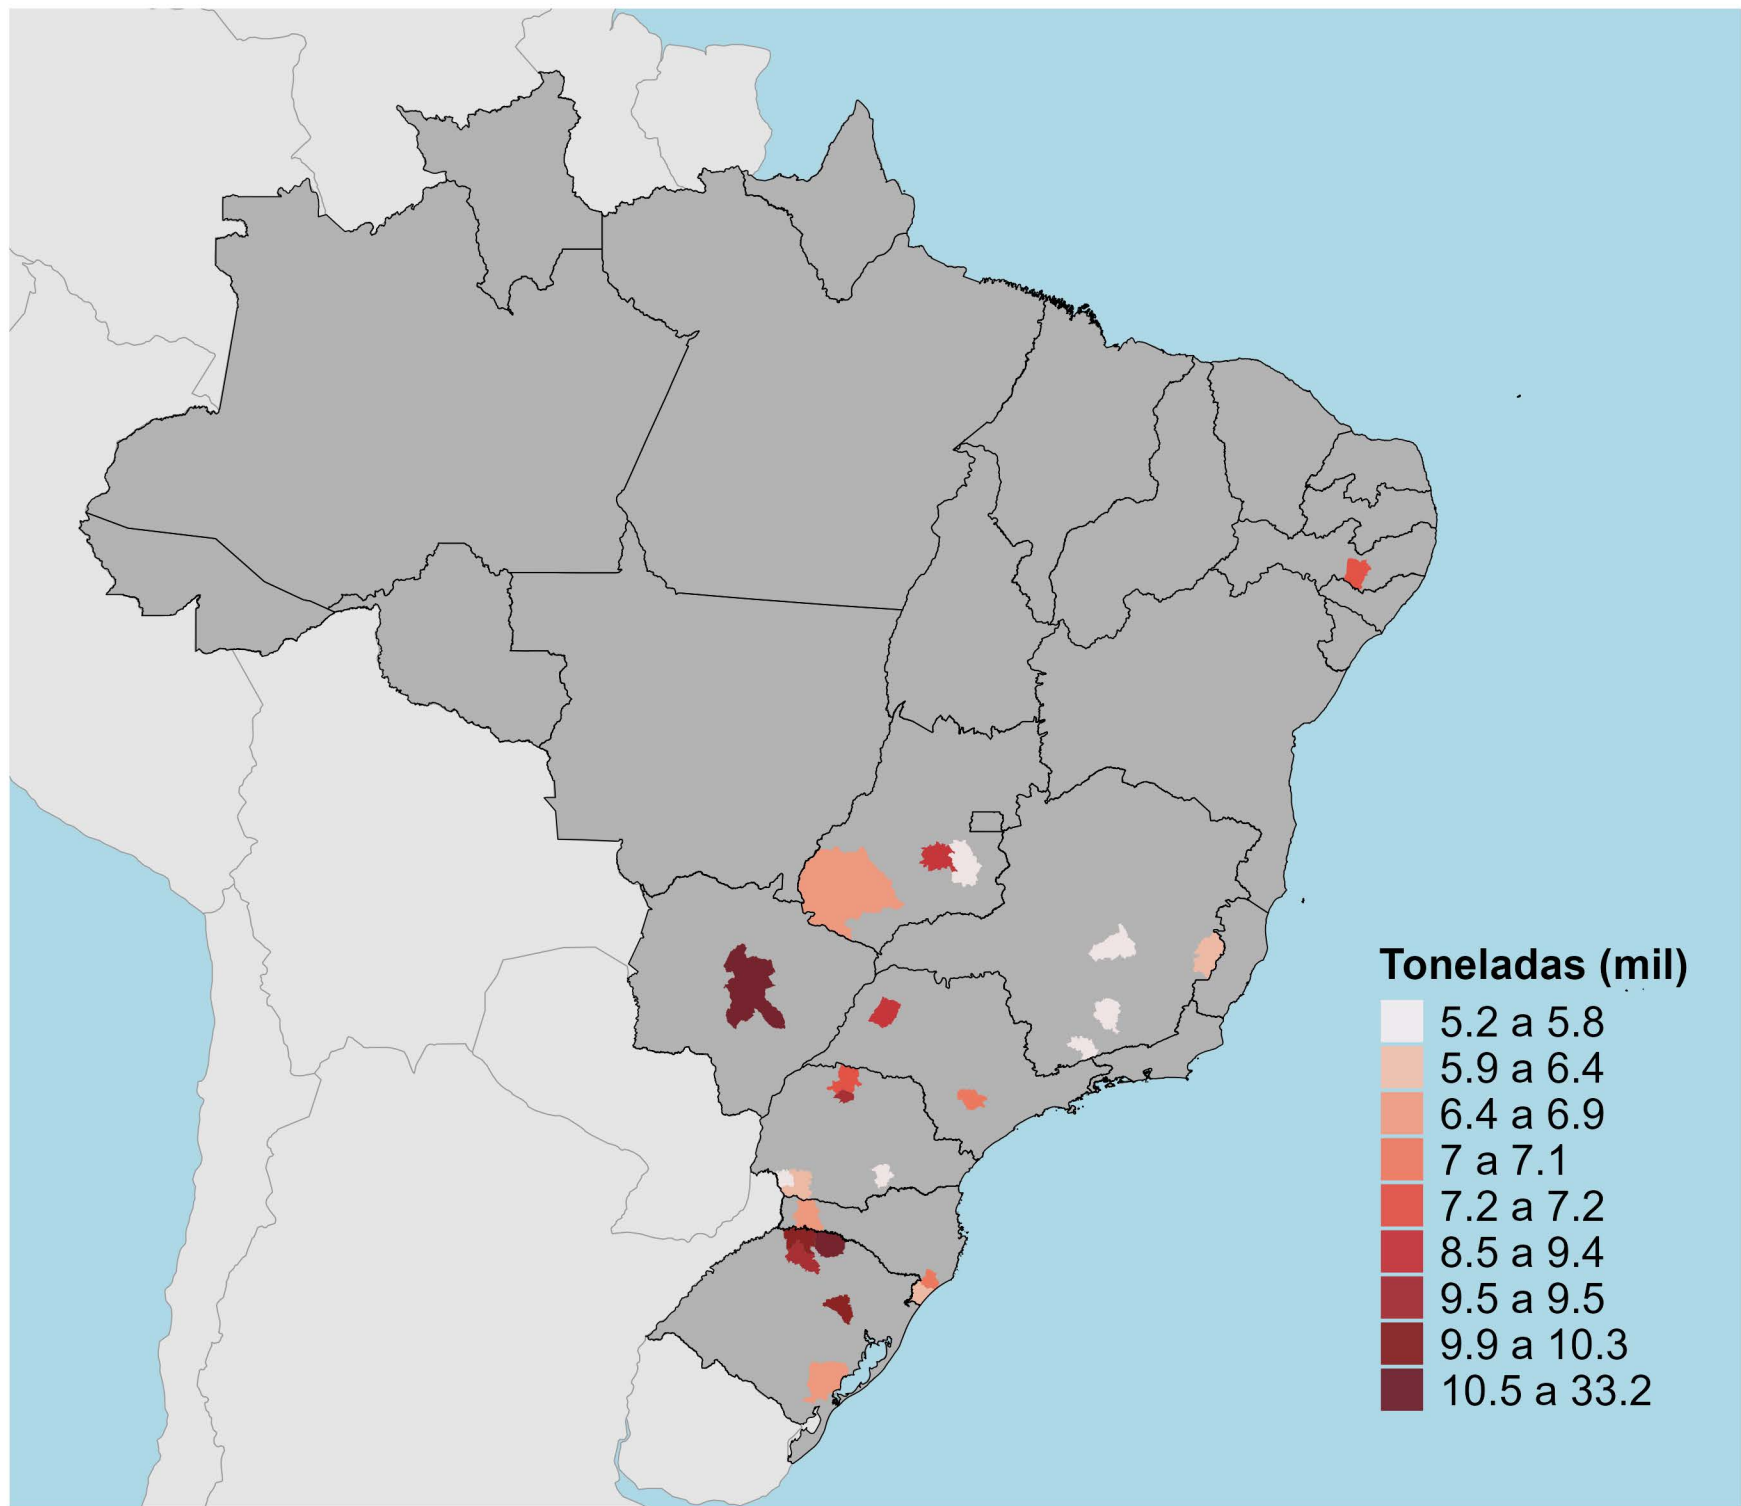 Toneladas (mil)
5.2 a 5.8
5.9 a 6.4
6.4 a 6.9
7 a 7.1
7.2 a 7.2
8.5 a 9.4
9.5 a 9.5
9.9 a 10.3
10.5 a 33.2